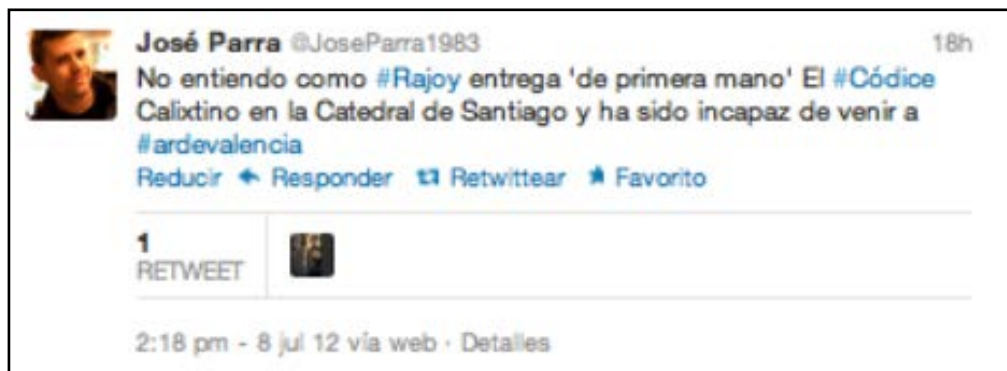 José Parra @JoseParra1983 18h
No entiendo como #Rajoy entrega 'de primera mano' El #Códice
Calixtino en la Catedral de Santiago y ha sido incapaz de venir a
#ardevalencia
Reducir Responder Retwittear Favorito
1
RETWEET
2:18 pm - 8 jul 12 vía web · Detalles